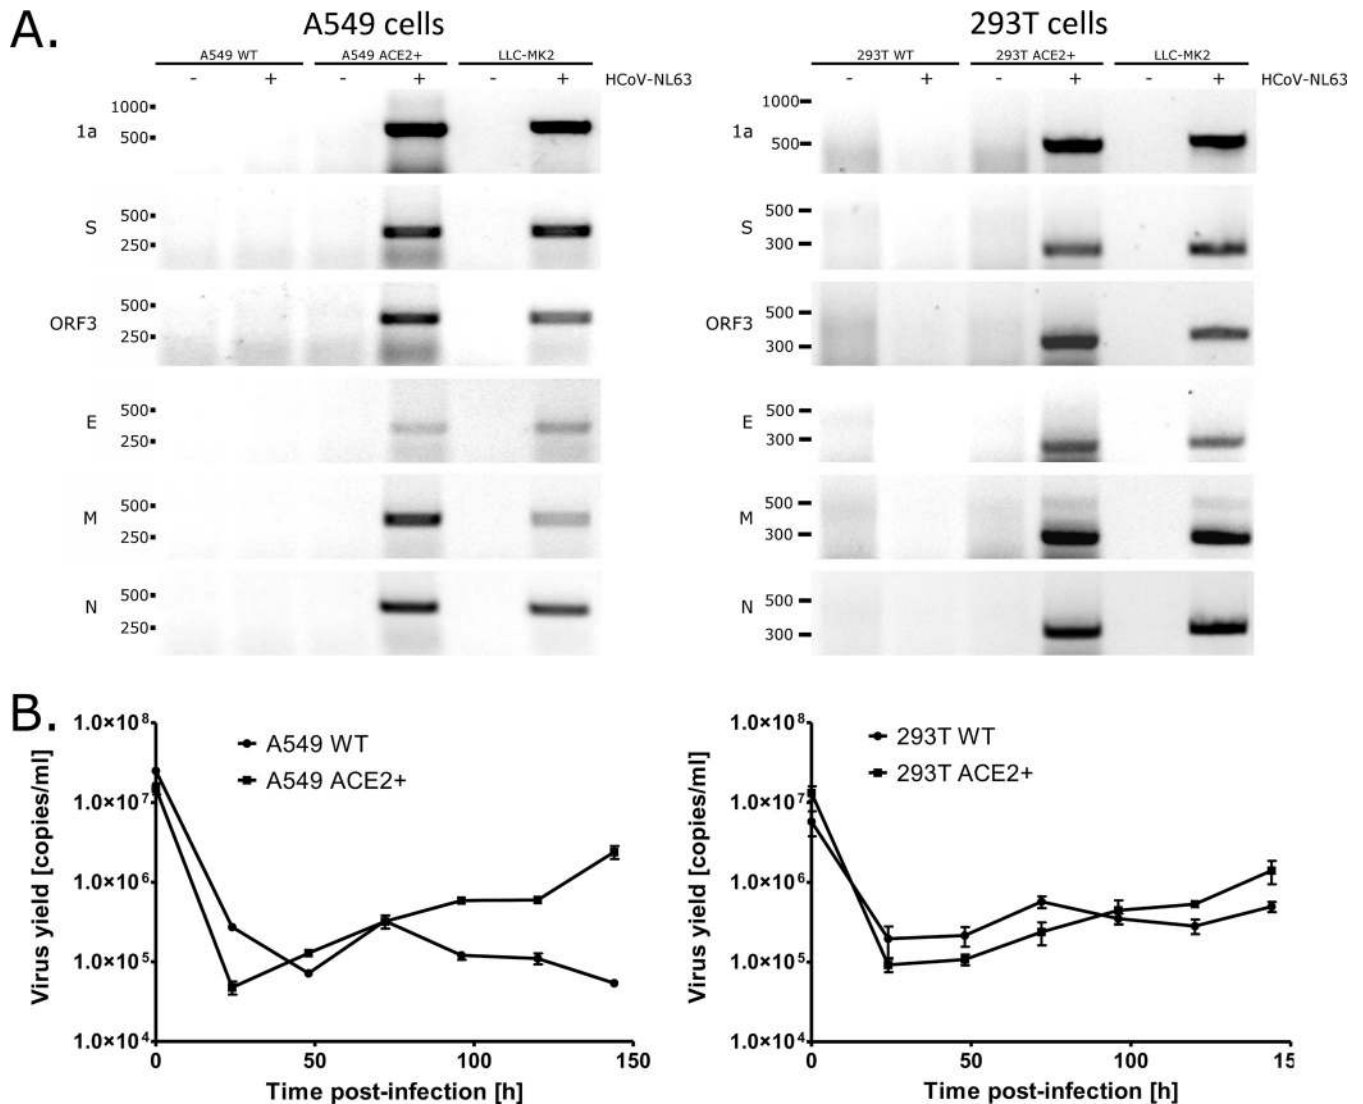 A.
A549 cells
A549 WT A549 ACE2+ LLC-MK2
- + - + - + HCoV-NL63
1a
1000
500
S
500
250
ORF3
500
250
E
500
250
M
500
250
N
500
250
293T cells
293T WT 293T ACE2+ LLC-MK2
- + - + - + HCoV-NL63
1a
1000
500
S
500
300
ORF3
500
300
E
500
300
M
500
300
N
500
300
B.
Virus yield [copies/ml]
1.0×10⁸
1.0×10⁷
1.0×10⁶
1.0×10⁵
1.0×10⁴
A549 WT
A549 ACE2+
0 50 100 150
Time post-infection [h]
Virus yield [copies/ml]
1.0×10⁸
1.0×10⁷
1.0×10⁶
1.0×10⁵
1.0×10⁴
293T WT
293T ACE2+
0 50 100 15
Time post-infection [h]